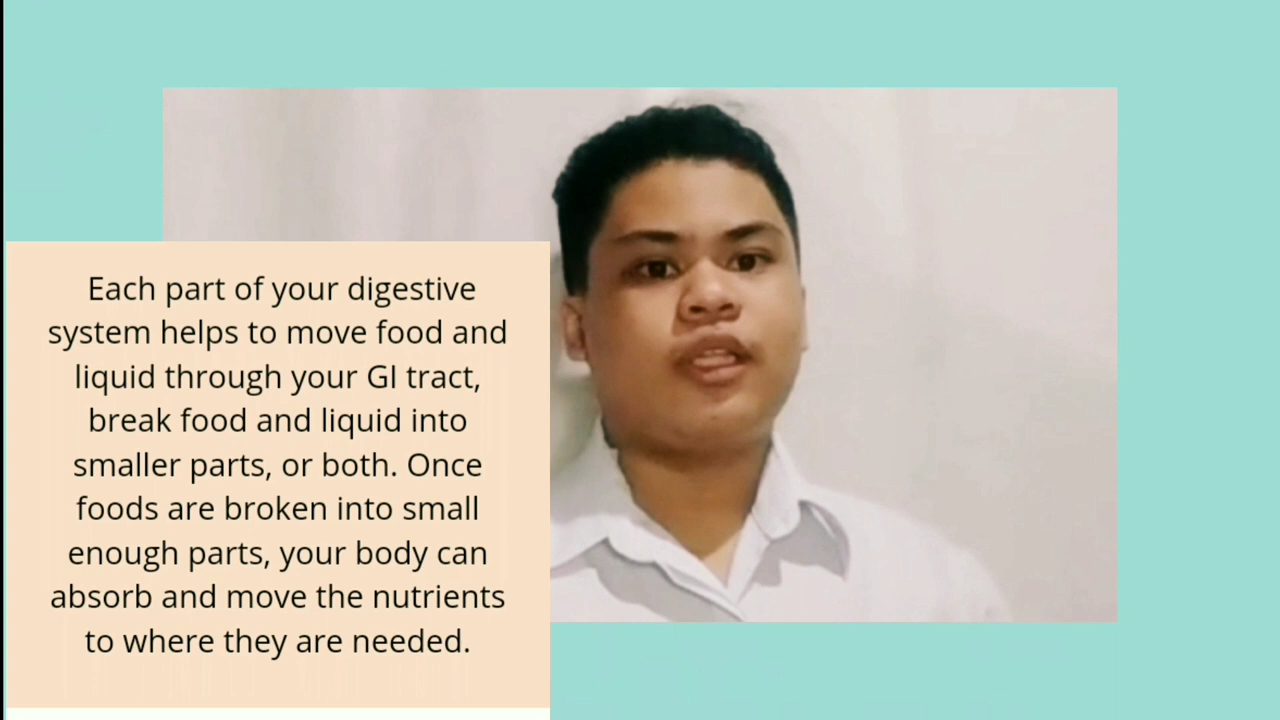 Each part of your digestive
system helps to move food and
liquid through your GI tract,
break food and liquid into
smaller parts, or both. Once
foods are broken into small
enough parts, your body can
absorb and move the nutrients
to where they are needed.